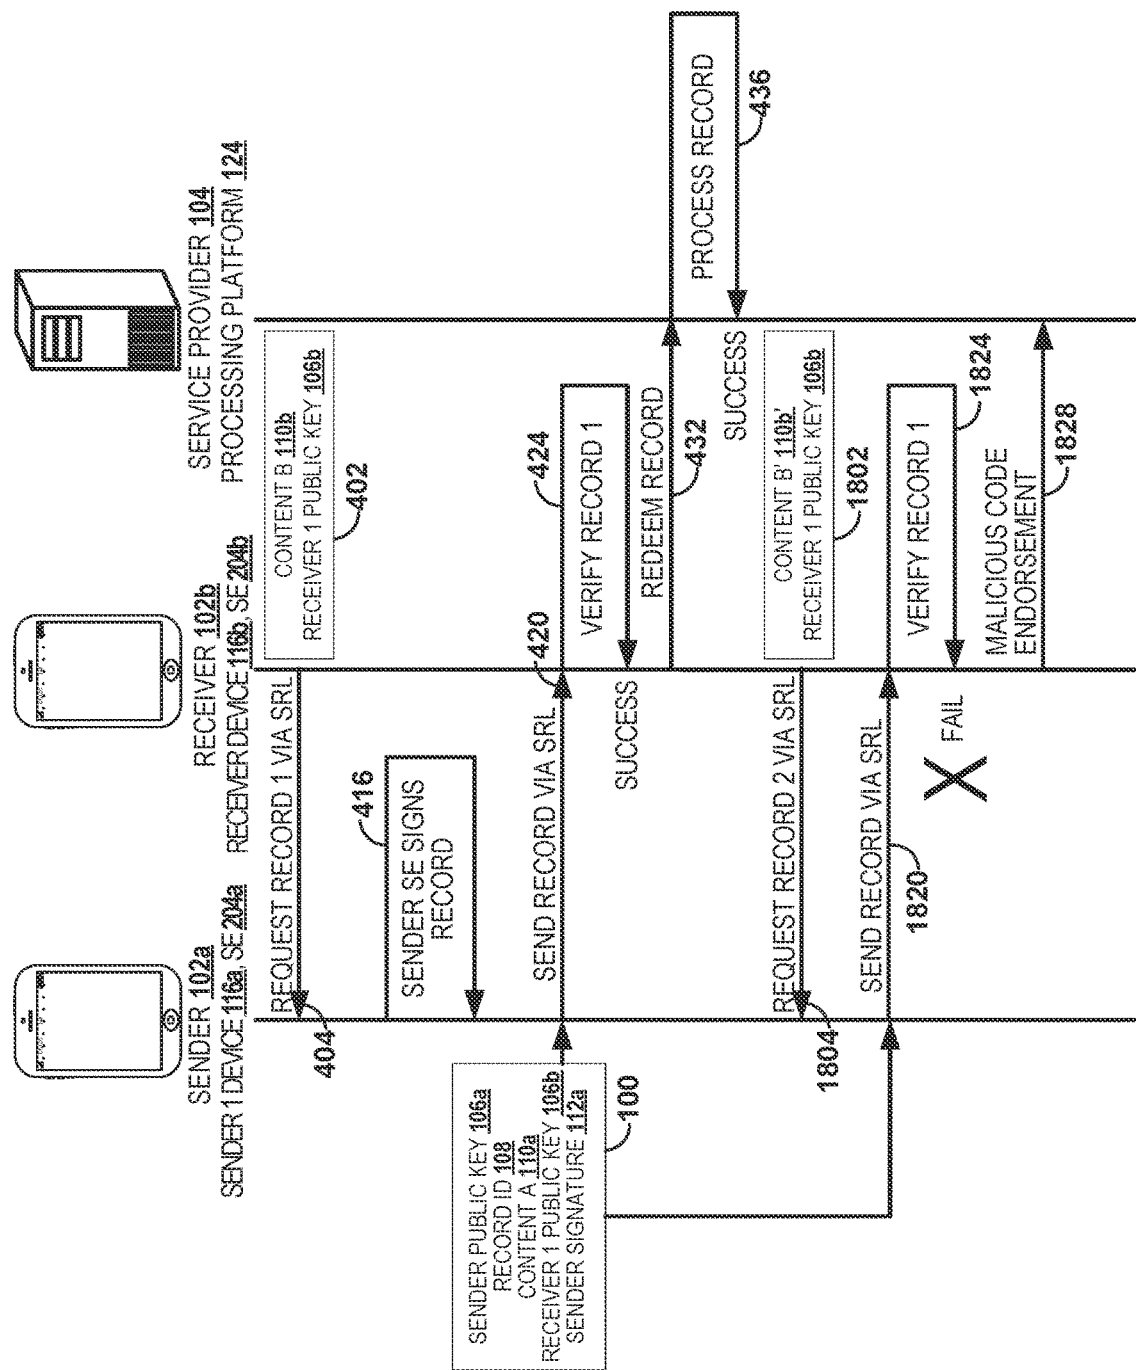 SENDER 102a
SENDER 1 DEVICE 116a, SE 204a
RECEIVER 102b
RECEIVER DEVICE 116b, SE 204b
SERVICE PROVIDER 104
PROCESSING PLATFORM 124
CONTENT B 110b
RECEIVER 1 PUBLIC KEY 106b
402
REQUEST RECORD 1 VIA SRL
404
416
SENDER SE SIGNS
RECORD
SENDER PUBLIC KEY 106a
RECORD ID 108
CONTENT A 110a
RECEIVER 1 PUBLIC KEY 106b
SENDER SIGNATURE 112a
100
SEND RECORD VIA SRL
420
424
VERIFY RECORD 1
SUCCESS
REDEEM RECORD
432
PROCESS RECORD
436
SUCCESS
CONTENT B' 110b'
RECEIVER 1 PUBLIC KEY 106b
1802
REQUEST RECORD 2 VIA SRL
1804
SEND RECORD VIA SRL
1820
VERIFY RECORD 1
1824
X
FAIL
MALICIOUS CODE
ENDORSEMENT
1828